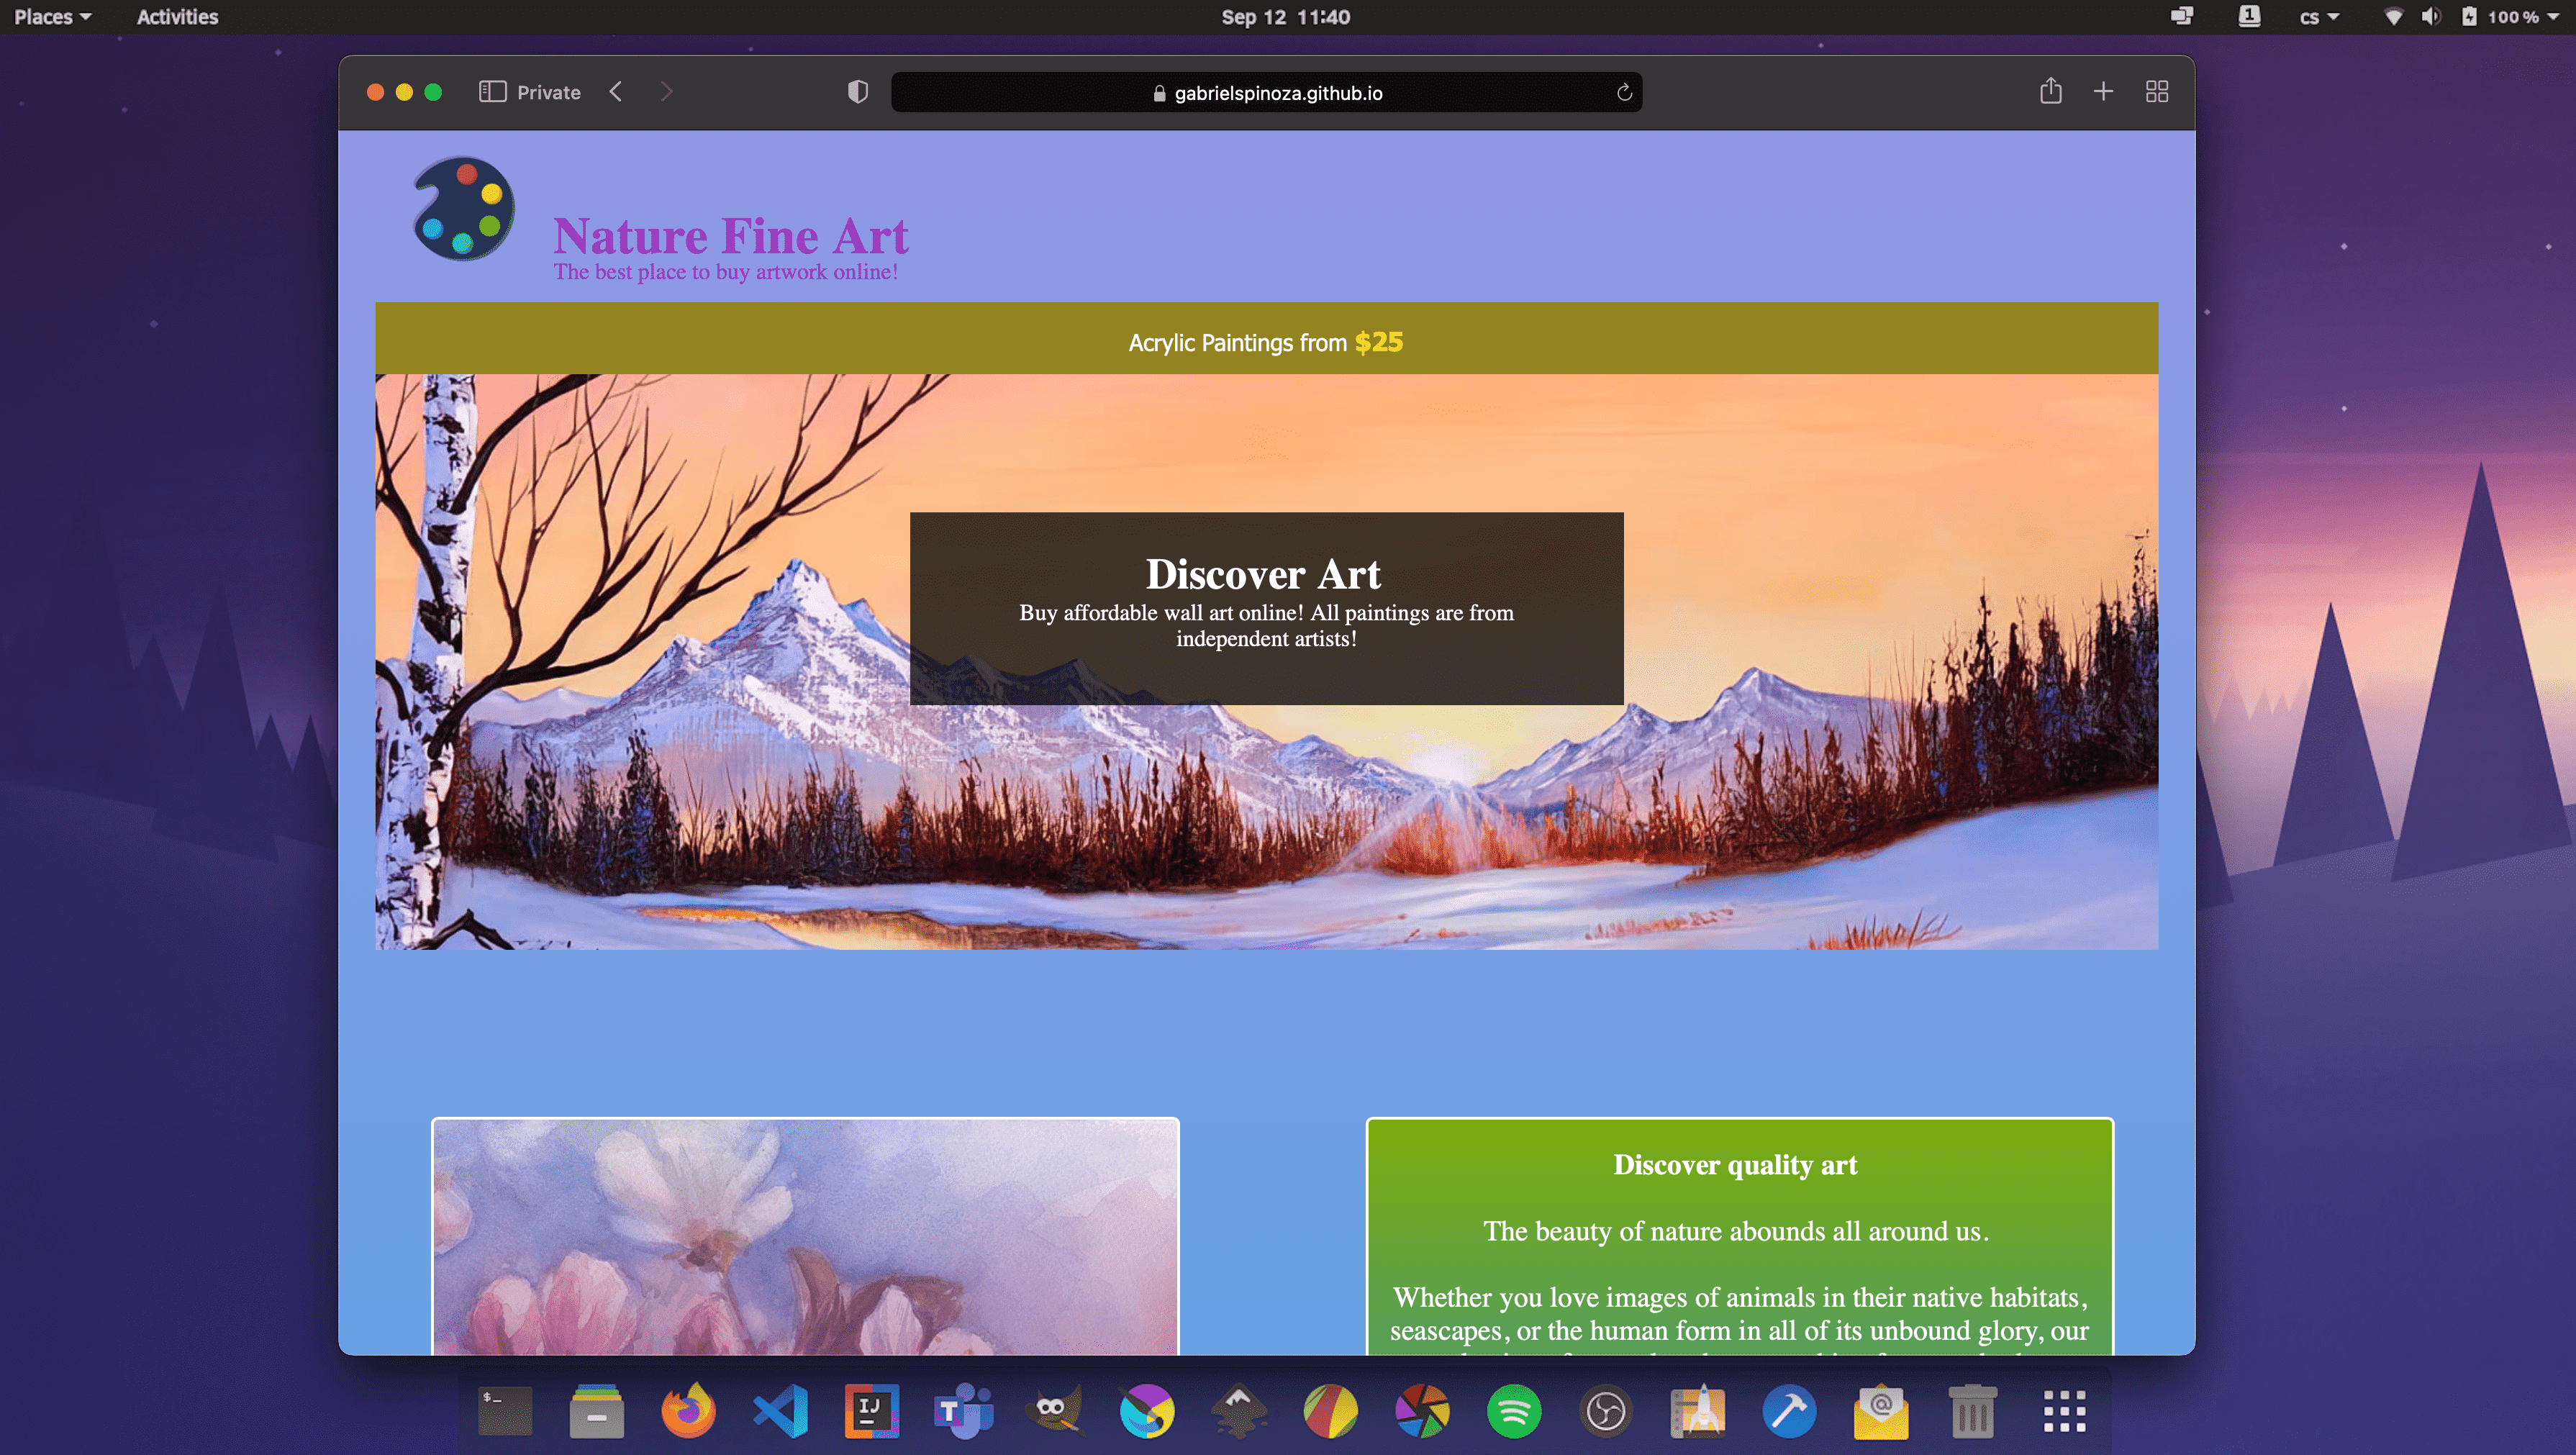 Places
Activities
Sep 12 11:40
1
cs
100 %
Private
gabrielspinoza.github.io
Nature Fine Art
The best place to buy artwork online!
Acrylic Paintings from $25
Discover Art
Buy affordable wall art online! All paintings are from
independent artists!
Discover quality art
The beauty of nature abounds all around us.
Whether you love images of animals in their native habitats,
seascapes, or the human form in all of its unbound glory, our
$_
IJ
T
@